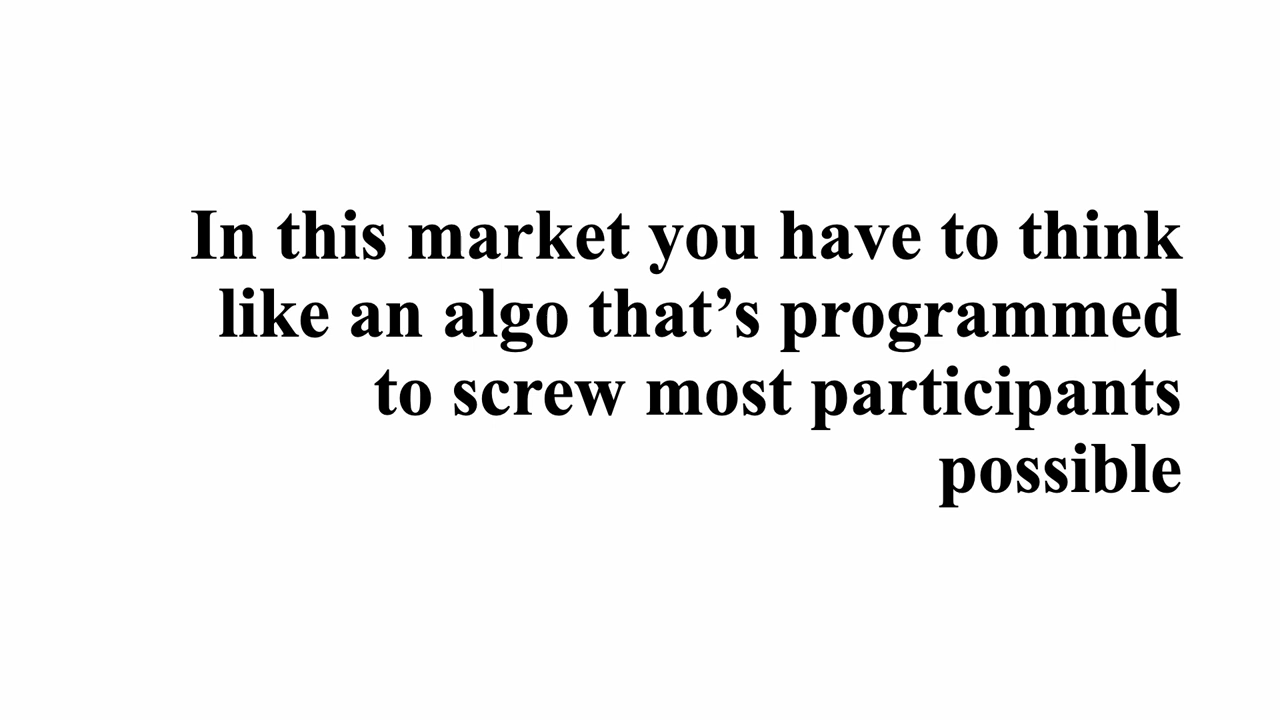 In this market you have to think
like an algo that’s programmed
to screw most participants
possible